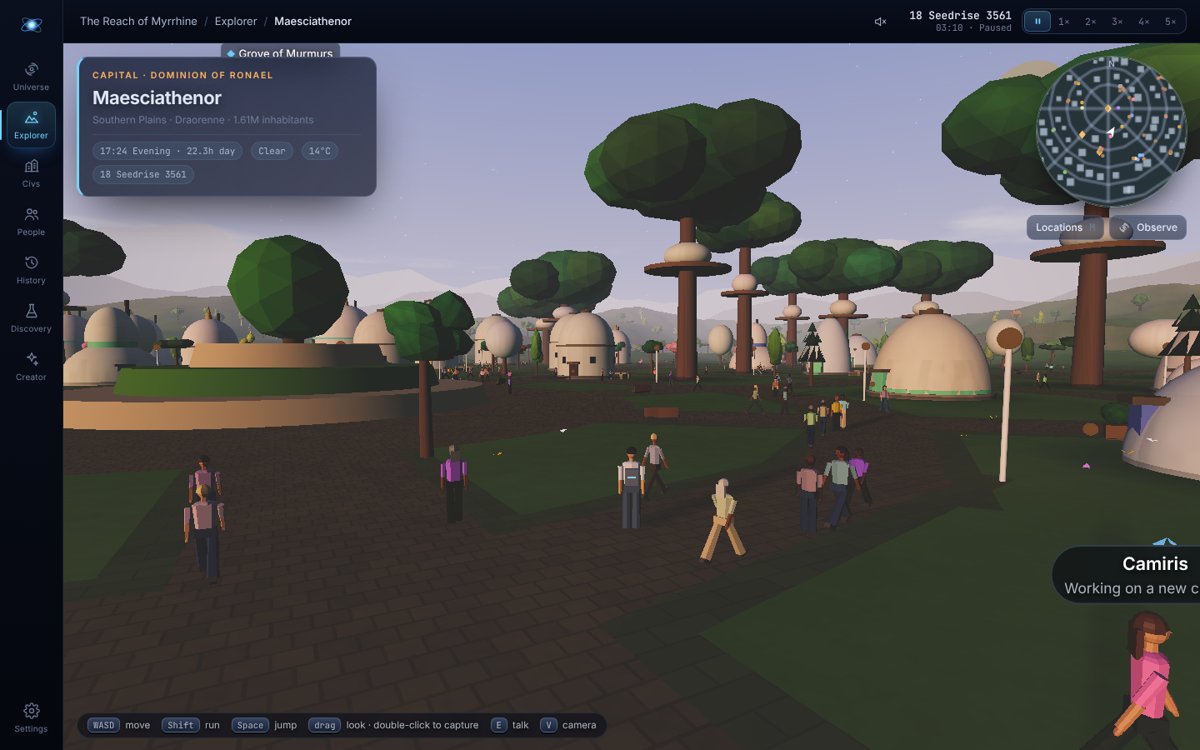 The Reach of Myrrhine / Explorer / Maesciathenor
18 Seedrise 3561
03:10 · Paused
1× 2× 3× 4× 5×
Universe
Explorer
Civs
People
History
Discovery
Creator
Settings
Grove of Murmurs
CAPITAL · DOMINION OF RONAEL
Maesciathenor
Southern Plains · Draorenne · 1.61M inhabitants
17:24 Evening · 22.3h day
Clear
14°C
18 Seedrise 3561
N
Locations M
Observe
Camiris
Working on a new c
WASD move Shift run Space jump drag look · double-click to capture E talk V camera